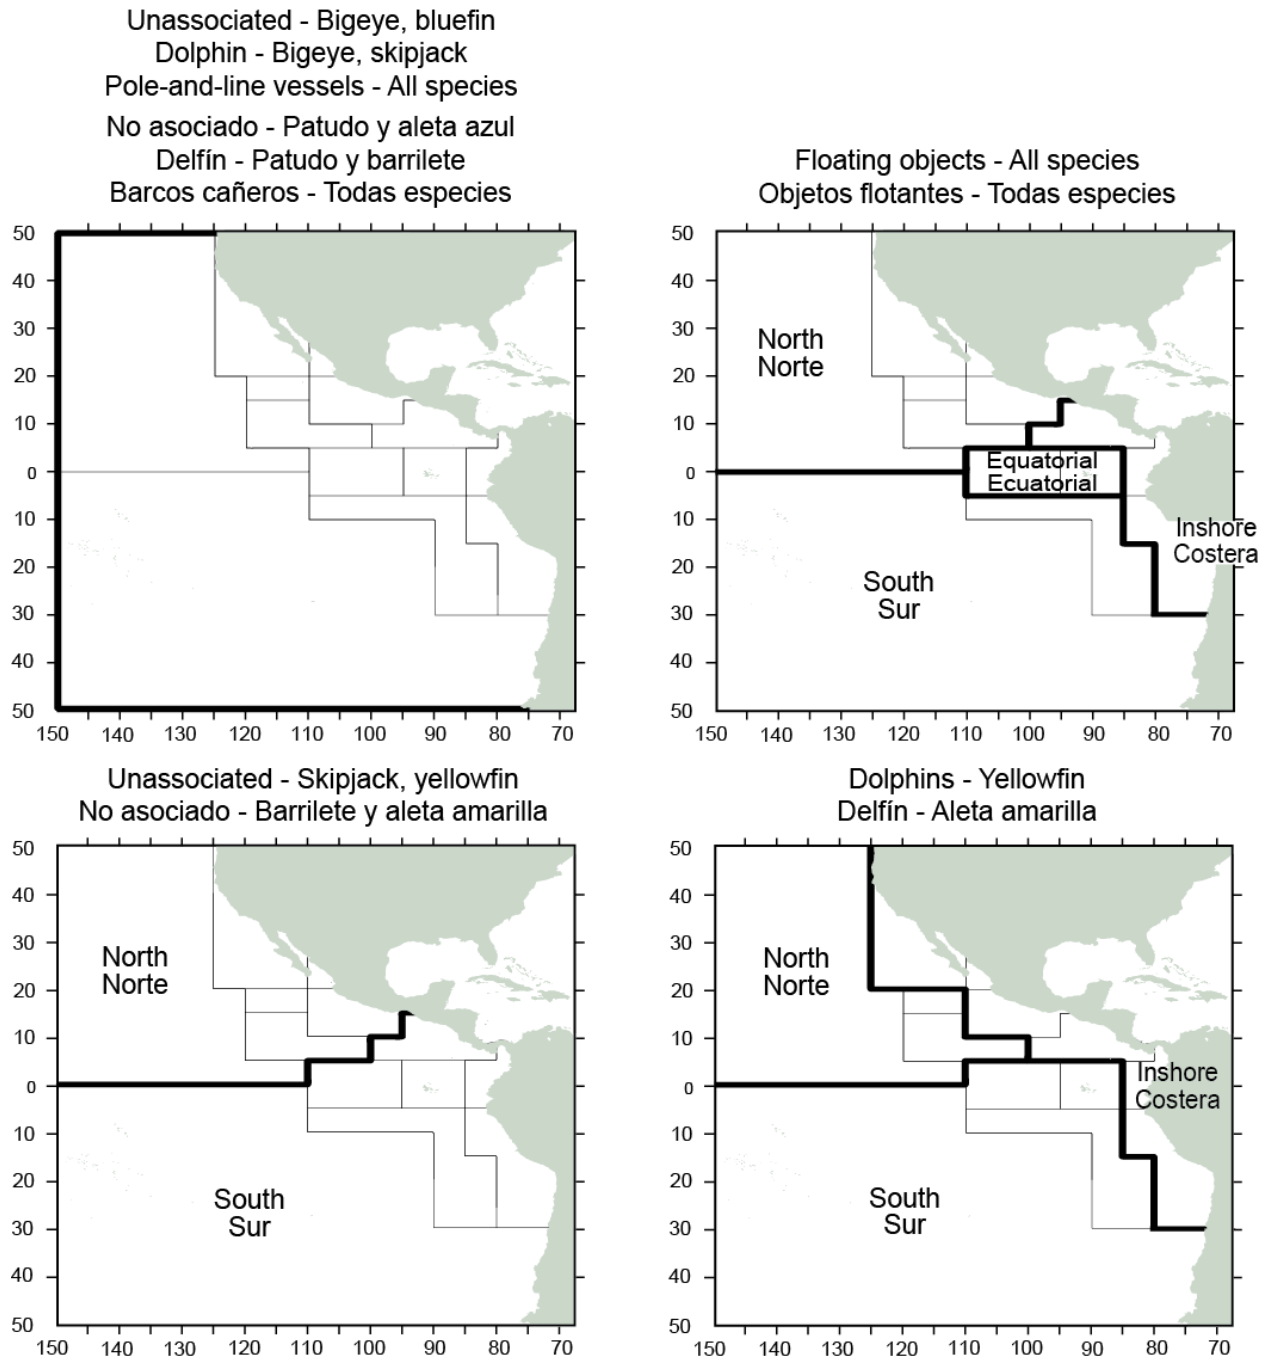 Unassociated - Bigeye, bluefin
Dolphin - Bigeye, skipjack
Pole-and-line vessels - All species
No asociado - Patudo y aleta azul
Delfín - Patudo y barrilete
Barcos cañeros - Todas especies
50
40
30
20
10
0
10
20
30
40
50
150 140 130 120 110 100 90 80 70
Floating objects - All species
Objetos flotantes - Todas especies
50
40
30
20
10
0
10
20
30
40
50
North
Norte
Equatorial
Ecuatorial
Inshore
Costera
South
Sur
150 140 130 120 110 100 90 80 70
Unassociated - Skipjack, yellowfin
No asociado - Barrilete y aleta amarilla
50
40
30
20
10
0
10
20
30
40
50
North
Norte
South
Sur
150 140 130 120 110 100 90 80 70
Dolphins - Yellowfin
Delfín - Aleta amarilla
50
40
30
20
10
0
10
20
30
40
50
North
Norte
Inshore
Costera
South
Sur
150 140 130 120 110 100 90 80 70